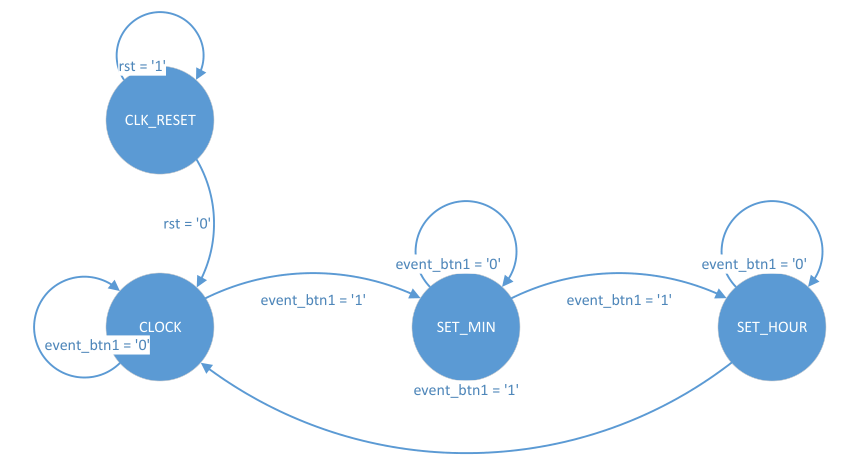 rst = '1'
CLK_RESET
rst = '0'
event_btn1 = '0'
event_btn1 = '0'
event_btn1 = '1'
event_btn1 = '1'
CLOCK
SET_MIN
SET_HOUR
event_btn1 = '0'
event_btn1 = '1'